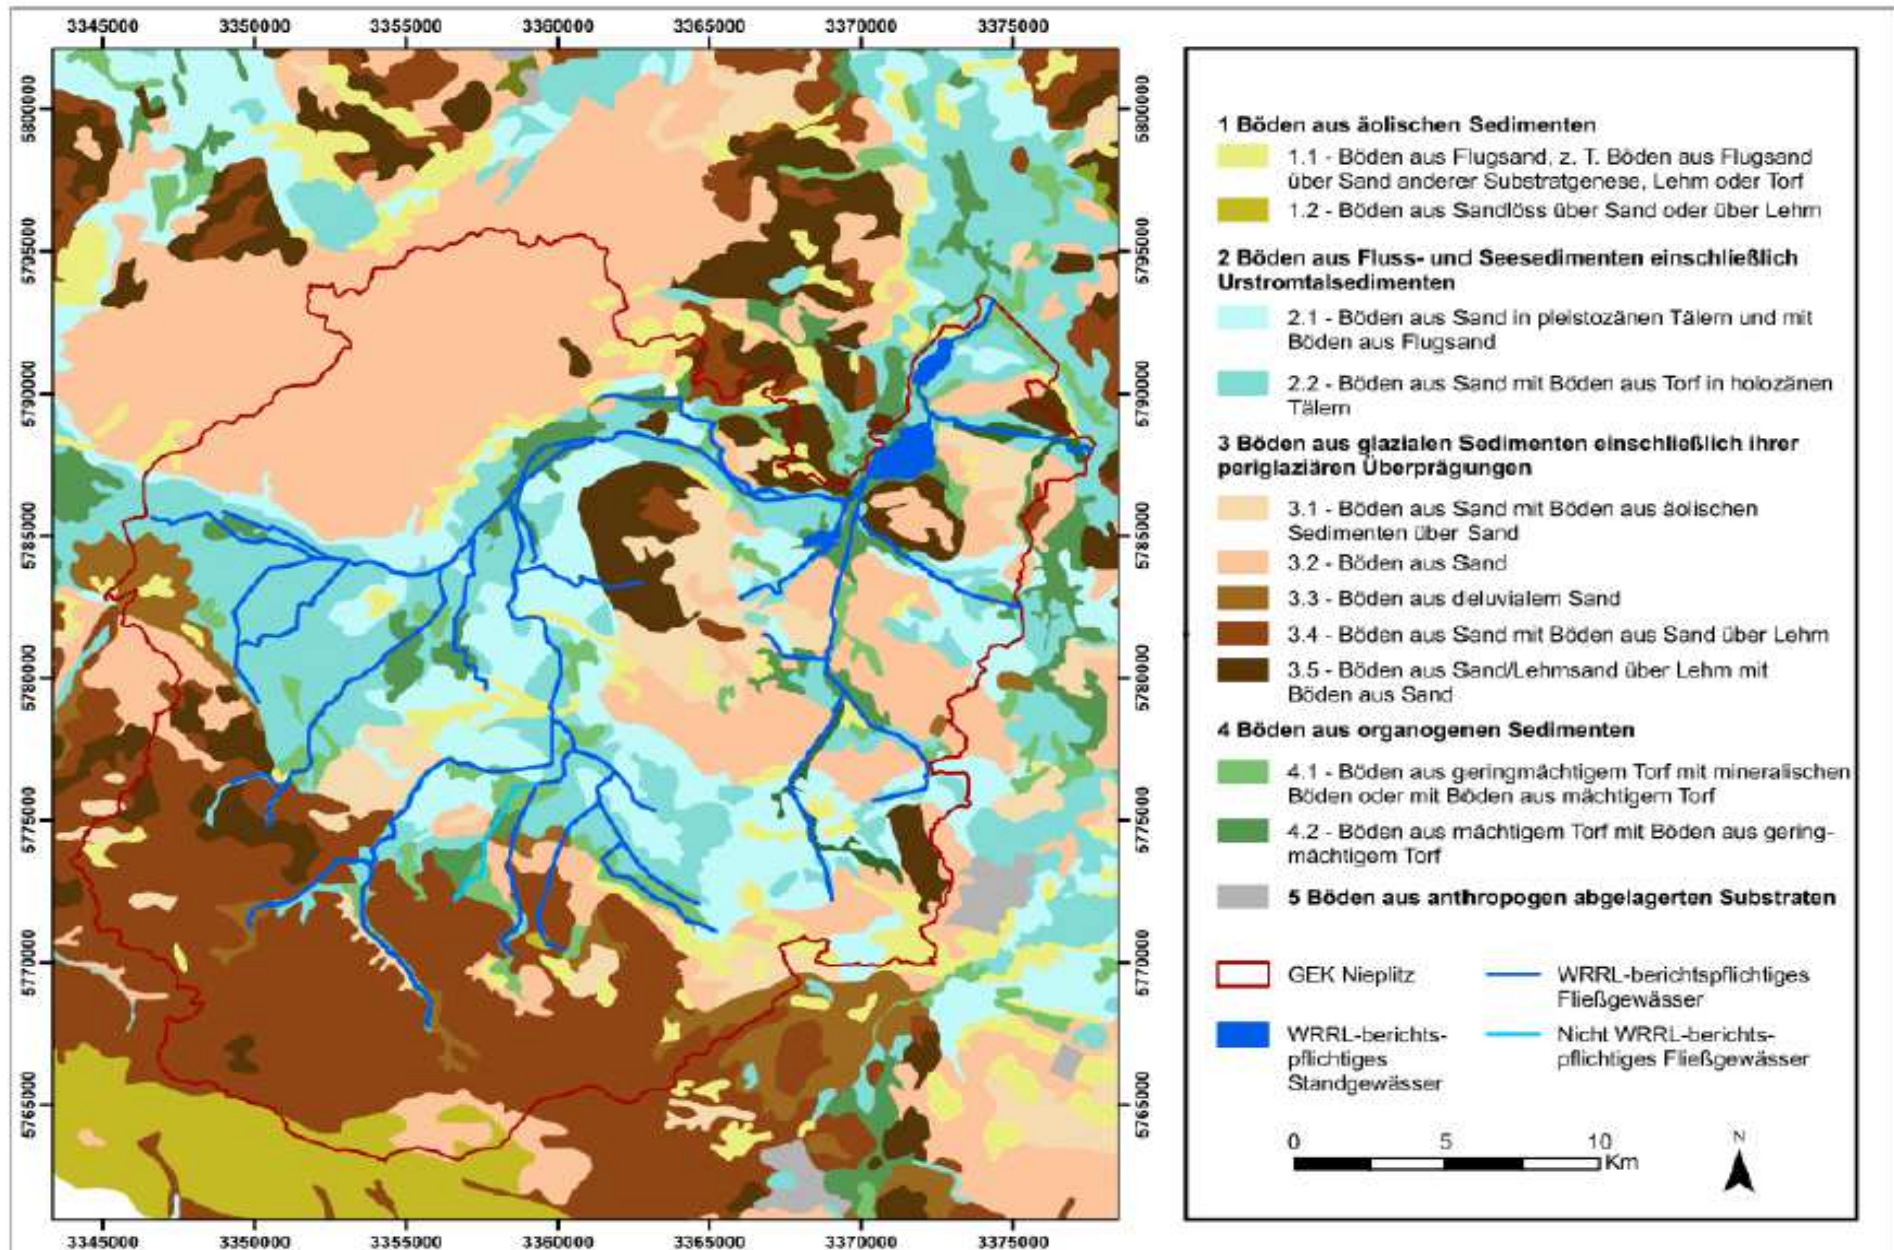 3345000 3350000 3355000 3360000 3365000 3370000 3375000
5800000
5795000
5790000
5785000
5780000
5775000
5770000
5765000
5800000
5795000
5790000
5785000
5780000
5775000
5770000
5765000
3345000 3350000 3355000 3360000 3365000 3370000 3375000
1 Böden aus äolischen Sedimenten
1.1 - Böden aus Flugsand, z. T. Böden aus Flugsand
über Sand anderer Substratgenese, Lehm oder Torf
1.2 - Böden aus Sandlöss über Sand oder über Lehm
2 Böden aus Fluss- und Seesedimenten einschließlich
Urstromtalsedimenten
2.1 - Böden aus Sand in pleistozänen Tälern und mit
Böden aus Flugsand
2.2 - Böden aus Sand mit Böden aus Torf in holozänen
Tälern
3 Böden aus glazialen Sedimenten einschließlich ihrer
periglaziären Überprägungen
3.1 - Böden aus Sand mit Böden aus äolischen
Sedimenten über Sand
3.2 - Böden aus Sand
3.3 - Böden aus deluvialem Sand
3.4 - Böden aus Sand mit Böden aus Sand über Lehm
3.5 - Böden aus Sand/Lehmsand über Lehm mit
Böden aus Sand
4 Böden aus organogenen Sedimenten
4.1 - Böden aus geringmächtigem Torf mit mineralischen
Böden oder mit Böden aus mächtigem Torf
4.2 - Böden aus mächtigem Torf mit Böden aus gering-
mächtigem Torf
5 Böden aus anthropogen abgelagerten Substraten
GEK Nieplitz
WRRL-berichts-
pflichtiges
Standgewässer
WRRL-berichtspflichtiges
Fließgewässer
Nicht WRRL-berichts-
pflichtiges Fließgewässer
0 5 10
Km
N